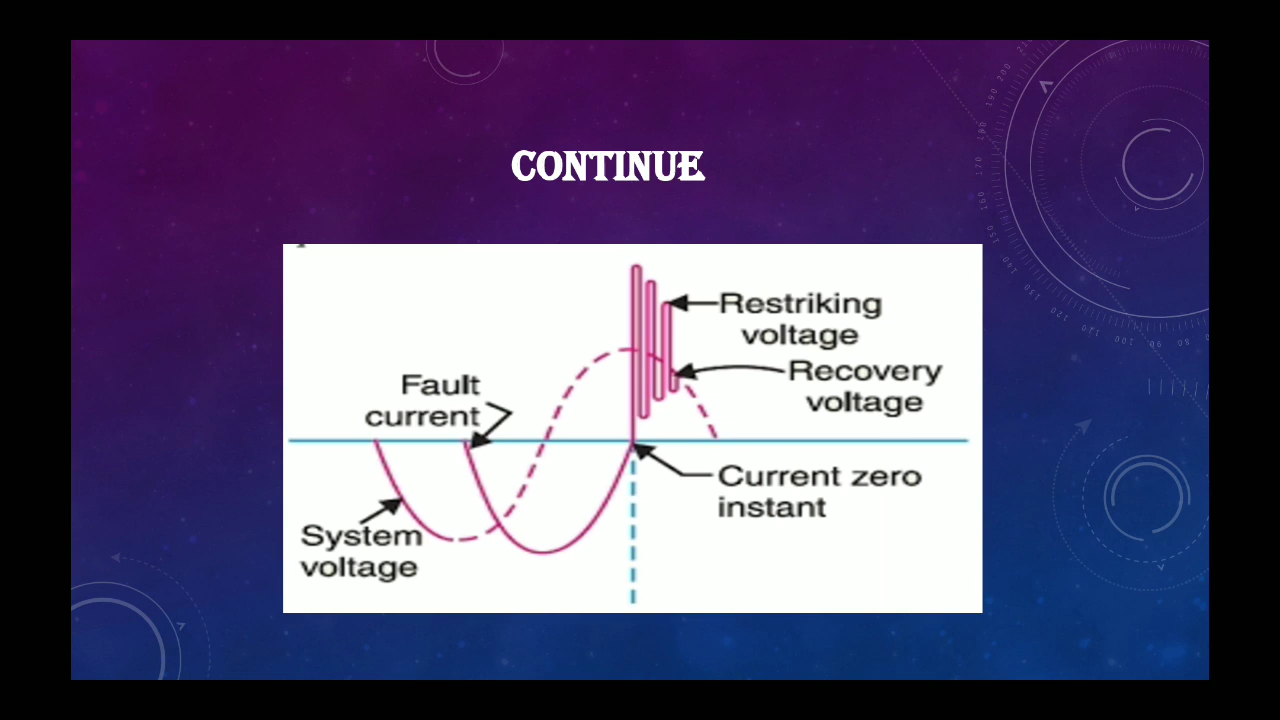 CONTINUE
Restriking
voltage
Recovery
voltage
Fault
current
Current zero
instant
System
voltage